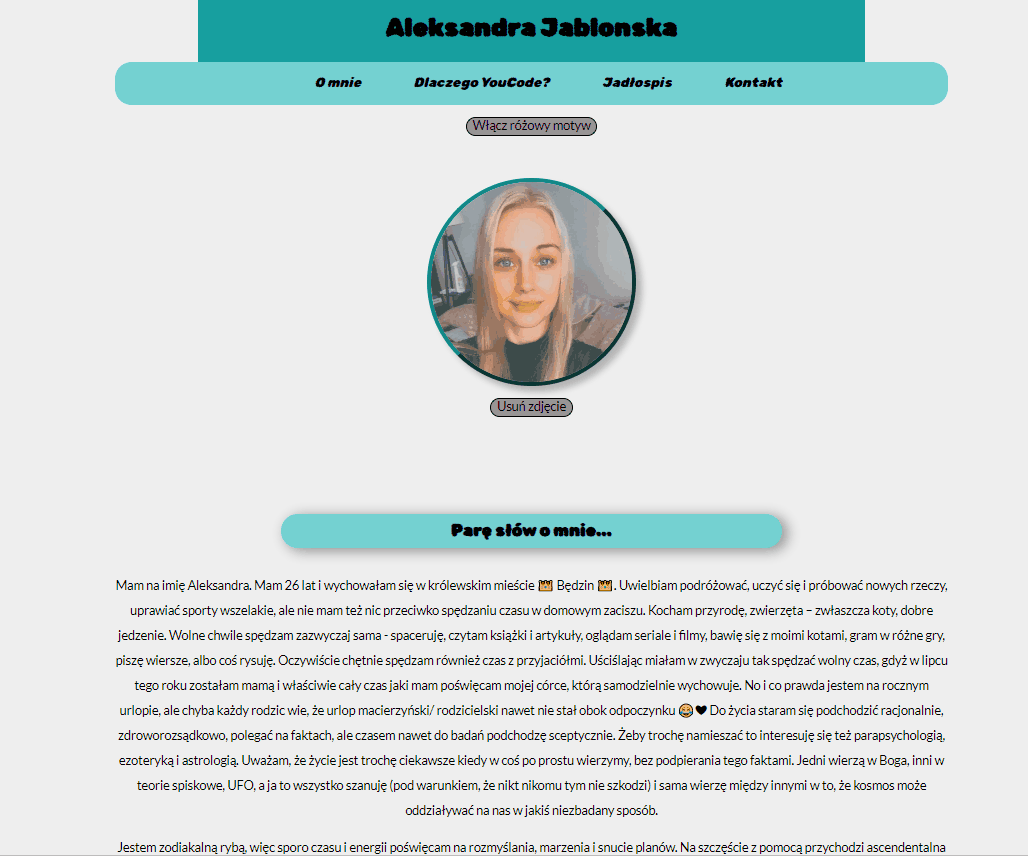 Aleksandra Jablonska
O mnie Dlaczego YouCode? Jadłospis Kontakt
Włącz różowy motyw
Usuń zdjęcie
Parę słów o mnie...
Mam na imię Aleksandra. Mam 26 lat i wychowałam się w królewskim mieście 🏰 Będzin 🏰. Uwielbiam podróżować, uczyć się i próbować nowych rzeczy,
uprawiać sporty wszelakie, ale nie mam też nic przeciwko spędzaniu czasu w domowym zaciszu. Kocham przyrodę, zwierzęta – zwłaszcza koty, dobre
jedzenie. Wolne chwile spędzam zazwyczaj sama - spaceruję, czytam książki i artykuły, oglądam seriale i filmy, bawię się z moimi kotami, gram w różne gry,
piszę wiersze, albo coś rysuję. Oczywiście chętnie spędzam również czas z przyjaciółmi. Uściślając miałam w zwyczaju tak spędzać wolny czas, gdyż w lipcu
tego roku zostałam mamą i właściwie cały czas jaki mam poświęcam mojej córce, którą samodzielnie wychowuje. No i co prawda jestem na rocznym
urlopie, ale chyba każdy rodzic wie, że urlop macierzyński/ rodzicielski nawet nie stał obok odpoczynku 😂🖤 Do życia staram się podchodzić racjonalnie,
zdroworozsądkowo, polegać na faktach, ale czasem nawet do badań podchodzę sceptycznie. Żeby trochę namieszać to interesuję się też parapsychologią,
ezoteryką i astrologią. Uważam, że życie jest trochę ciekawsze kiedy w coś po prostu wierzymy, bez podpierania tego faktami. Jedni wierzą w Boga, inni w
teorie spiskowe, UFO, a ja to wszystko szanuję (pod warunkiem, że nikt nikomu tym nie szkodzi) i sama wierzę między innymi w to, że kosmos może
oddziaływać na nas w jakiś niezbadany sposób.
Jestem zodiakalną rybą, więc sporo czasu i energii poświęcam na rozmyślania, marzenia i snucie planów. Na szczęście z pomocą przychodzi ascendentalna